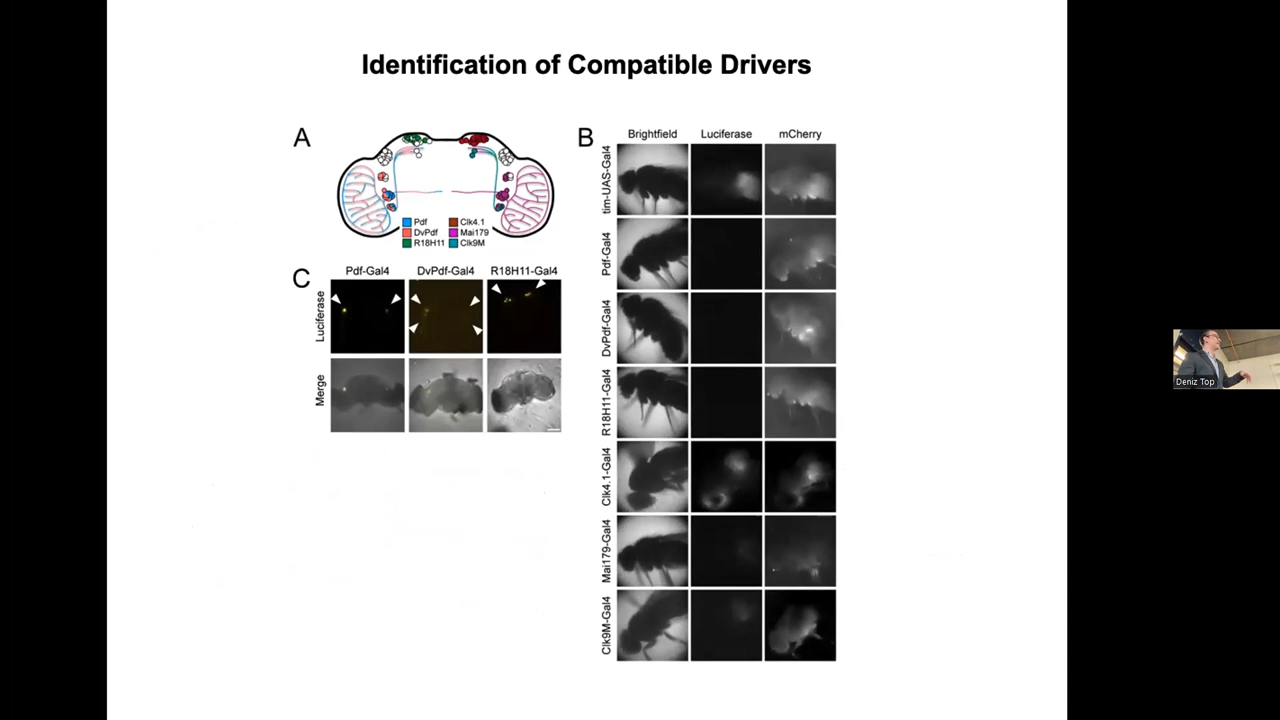 Identification of Compatible Drivers
A
Pdf
DvPdf
R18H11
Clk4.1
Mai179
Clk9M
B
Brightfield Luciferase mCherry
tim-UAS-Gal4
Pdf-Gal4
DvPdf-Gal4
R18H11-Gal4
Clk4.1-Gal4
Mai179-Gal4
Clk9M-Gal4
C
Pdf-Gal4 DvPdf-Gal4 R18H11-Gal4
Luciferase
Merge
Deniz Top